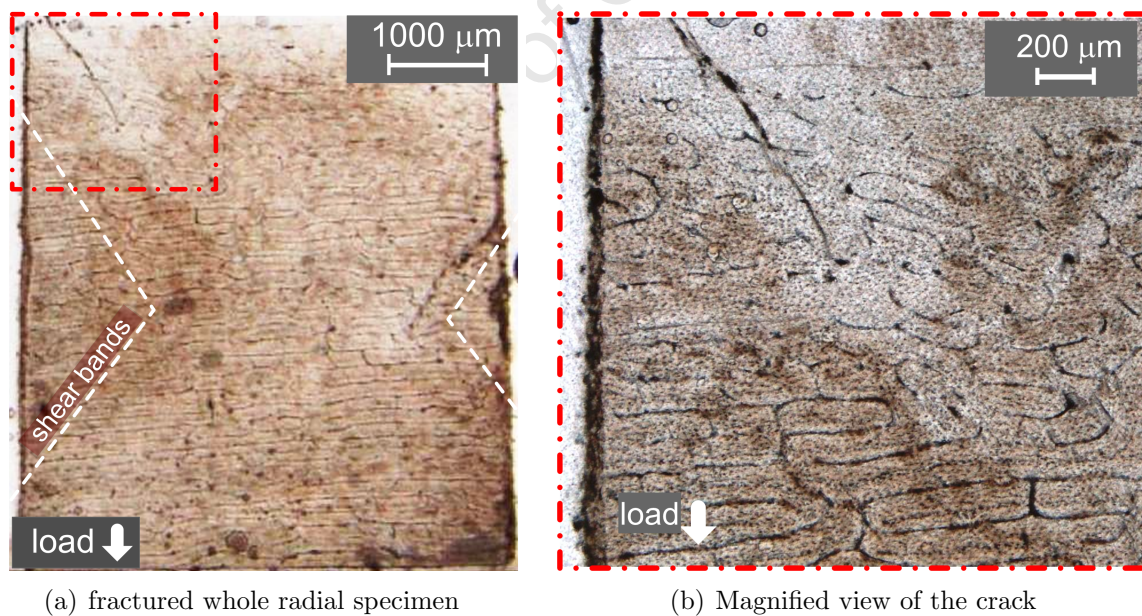 1000 μm
200 μm
shear bands
load
load
(a) fractured whole radial specimen
(b) Magnified view of the crack